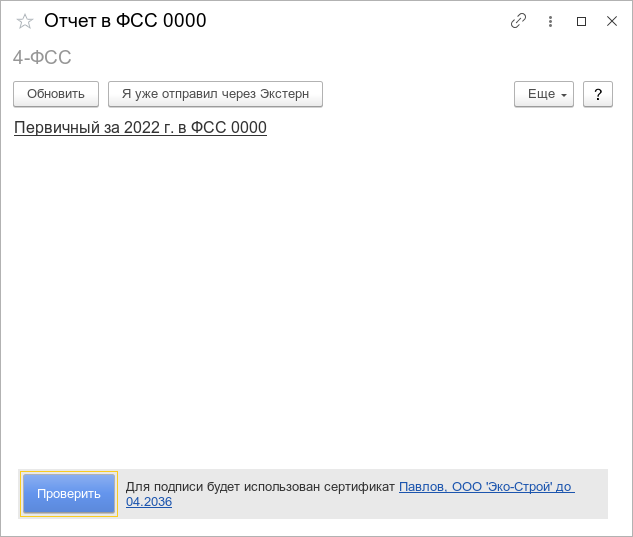 Отчет в ФСС 0000
4-ФСС
Обновить
Я уже отправил через Экстерн
Еще
?
Первичный за 2022 г. в ФСС 0000
Проверить
Для подписи будет использован сертификат Павлов, ООО 'Эко-Строй' до
04.2036